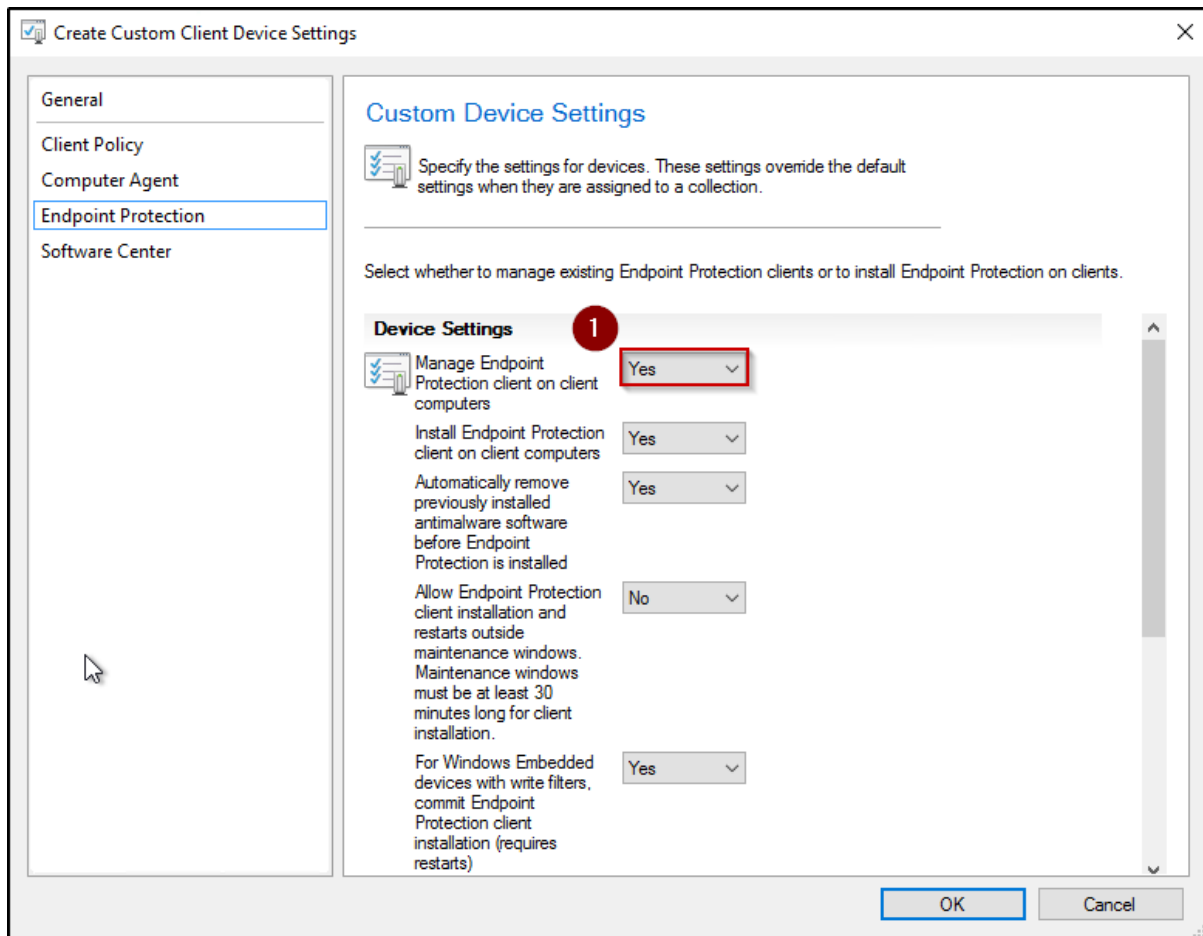 Create Custom Client Device Settings
General
Client Policy
Computer Agent
Endpoint Protection
Software Center
Custom Device Settings
Specify the settings for devices. These settings override the default
settings when they are assigned to a collection.
Select whether to manage existing Endpoint Protection clients or to install Endpoint Protection on clients.
Device Settings
1
Manage Endpoint
Protection client on client
computers
Yes
Install Endpoint Protection
client on client computers
Yes
Automatically remove
previously installed
antimalware software
before Endpoint
Protection is installed
Yes
Allow Endpoint Protection
client installation and
restarts outside
maintenance windows.
Maintenance windows
must be at least 30
minutes long for client
installation.
No
For Windows Embedded
devices with write filters,
commit Endpoint
Protection client
installation (requires
restarts)
Yes
OK
Cancel